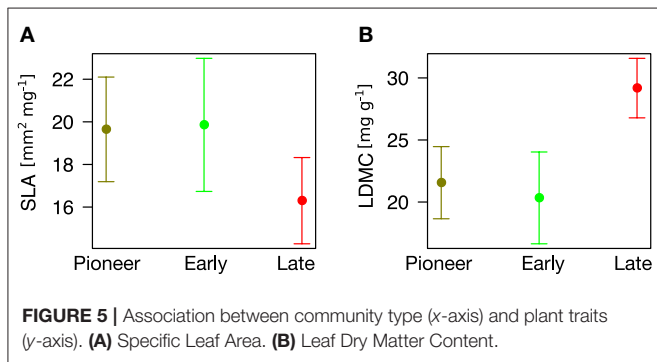 A
B
SLA [mm² mg⁻¹]
22
20
18
16
Pioneer Early Late
LDMC [mg g⁻¹]
30
25
20
Pioneer Early Late
FIGURE 5 | Association between community type (x-axis) and plant traits
(y-axis). (A) Specific Leaf Area. (B) Leaf Dry Matter Content.